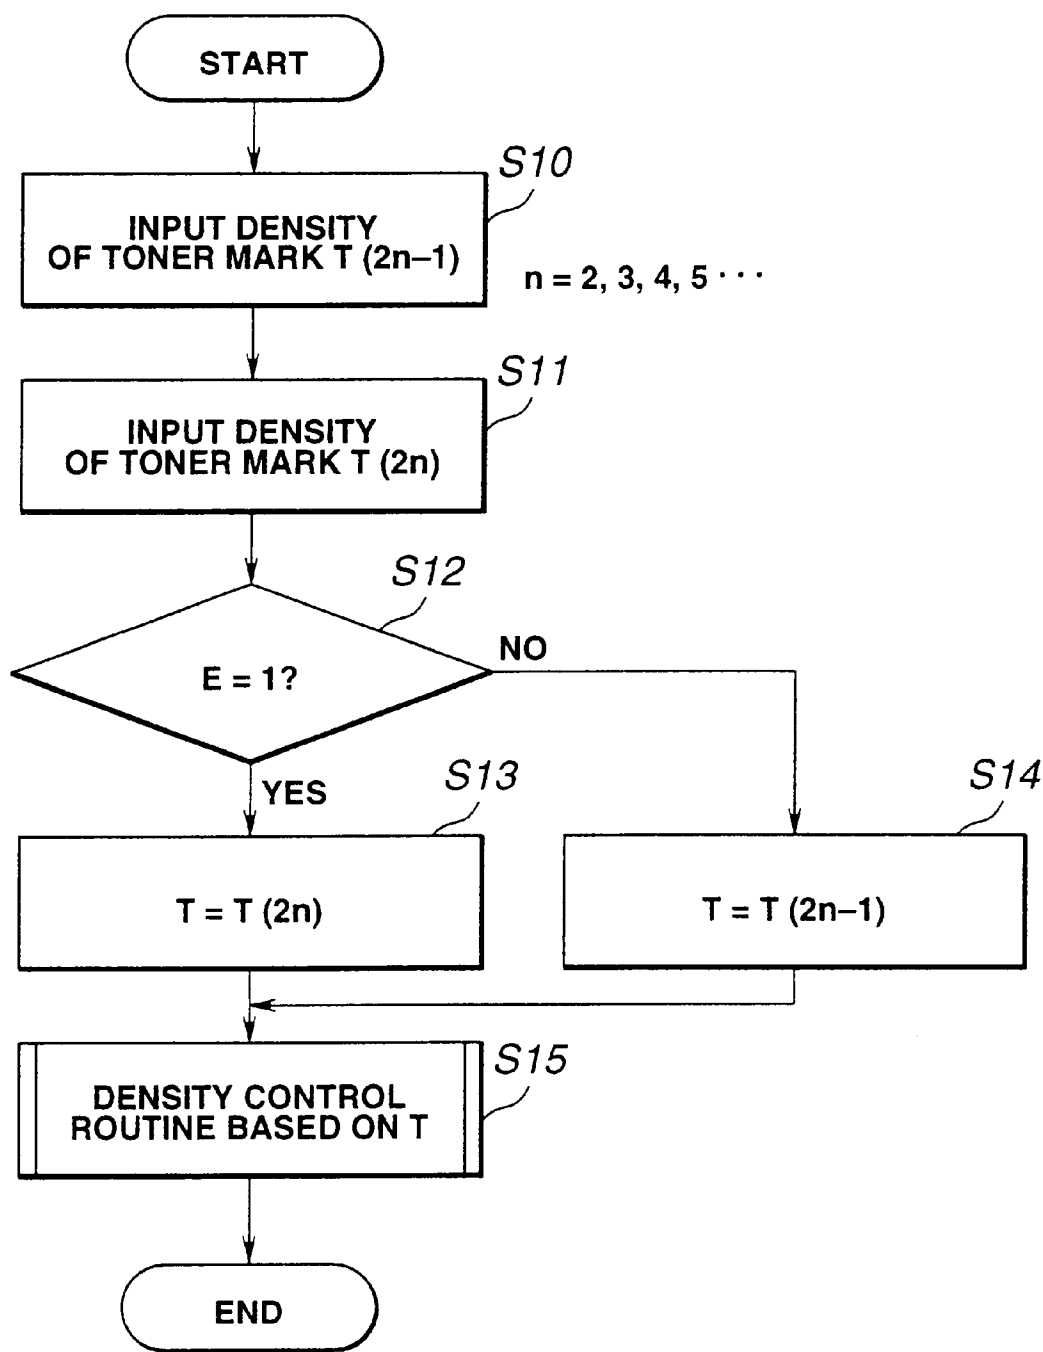 START
S10
INPUT DENSITY
OF TONER MARK T (2n–1)
n = 2, 3, 4, 5 · · ·
S11
INPUT DENSITY
OF TONER MARK T (2n)
S12
E = 1?
NO
YES
S13
T = T (2n)
S14
T = T (2n–1)
S15
DENSITY CONTROL
ROUTINE BASED ON T
END